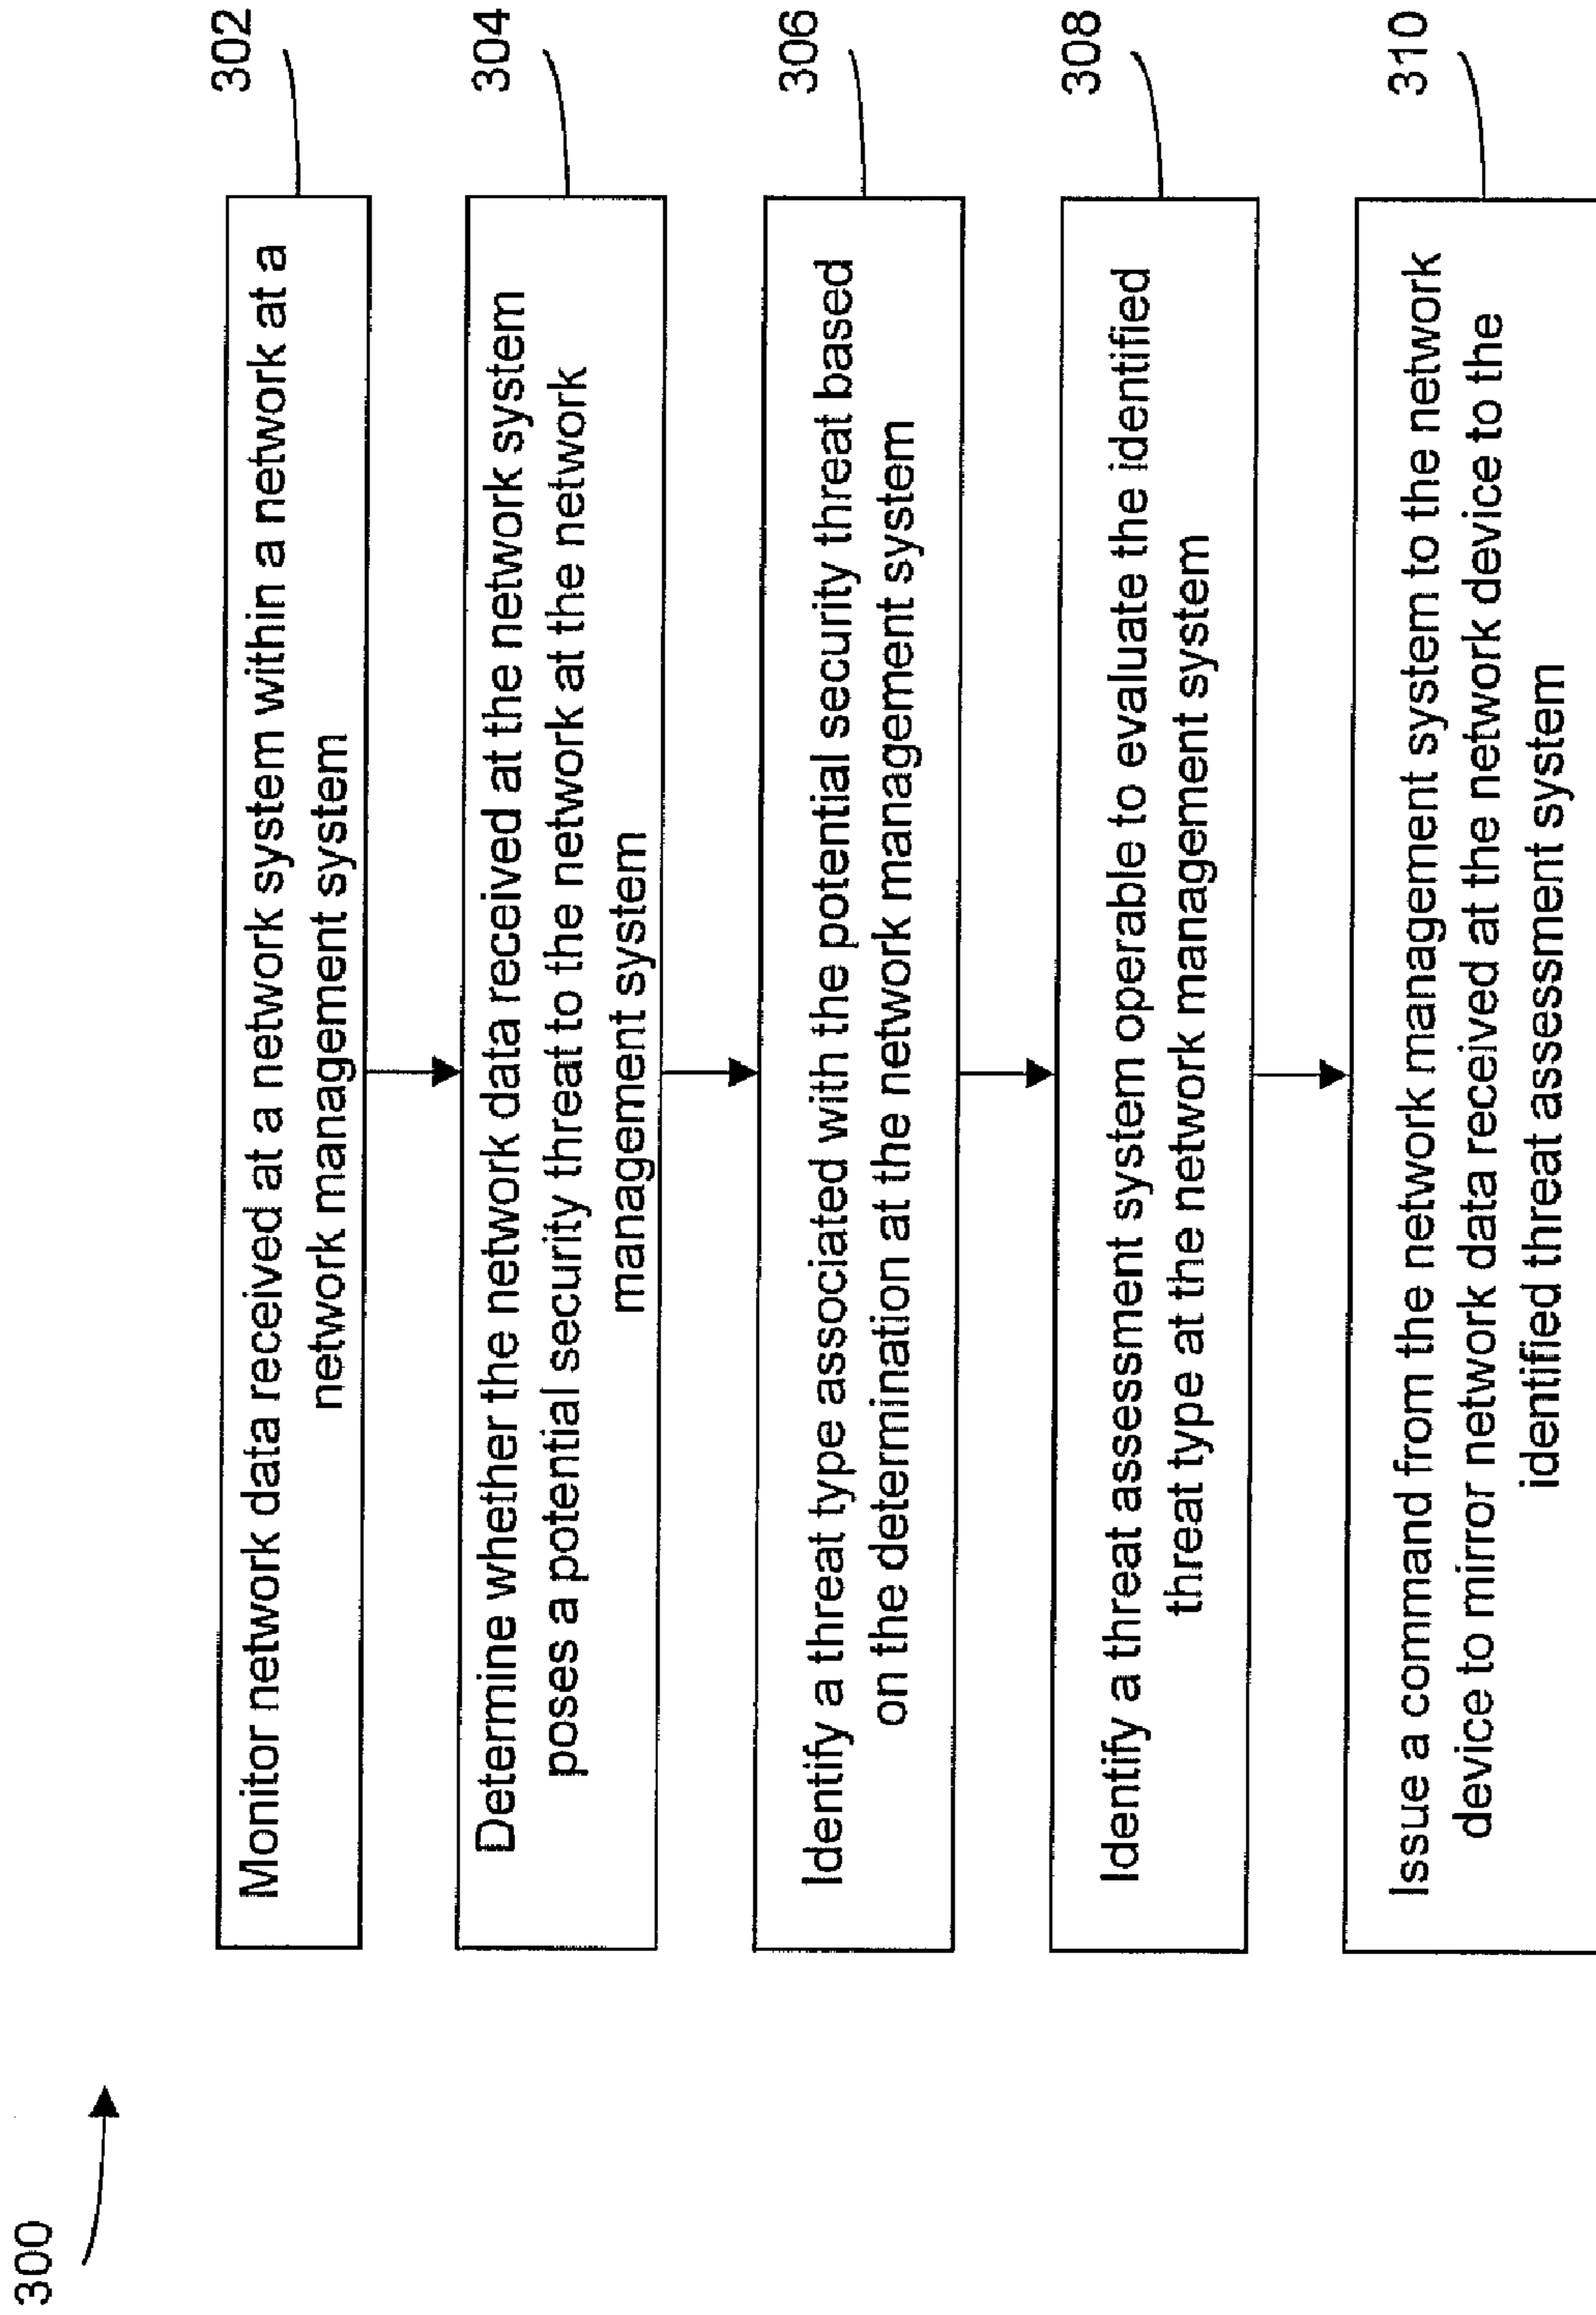 300
302
Monitor network data received at a network system within a network at a
network management system
304
Determine whether the network data received at the network system
poses a potential security threat to the network at the network
management system
306
Identify a threat type associated with the potential security threat based
on the determination at the network management system
308
Identify a threat assessment system operable to evaluate the identified
threat type at the network management system
310
Issue a command from the network management system to the network
device to mirror network data received at the network device to the
identified threat assessment system